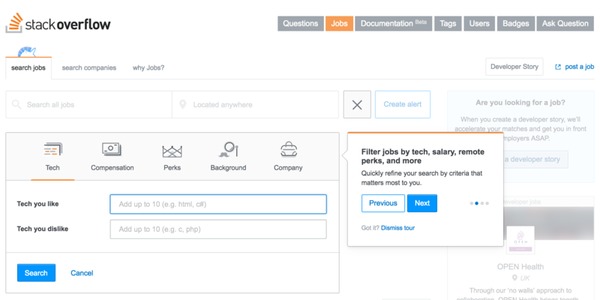 stackoverflow
Questions Jobs Documentation Beta Tags Users Badges Ask Question
search jobs search companies why Jobs? Developer Story post a job
Search all jobs Located anywhere Create alert
Are you looking for a job?
When you create a developer story, we'll
accelerate your matches and get you in front
employers ASAP.
a developer story
Tech Compensation Perks Background Company
Filter jobs by tech, salary, remote
perks, and more
Quickly refine your search by criteria that
matters most to you.
Previous Next
Got it? Dismiss tour
Tech you like Add up to 10 (e.g. html, c#)
Tech you dislike Add up to 10 (e.g. c, php)
Search Cancel
OPEN
OPEN Health
UK
Through our 'no walls' approach to